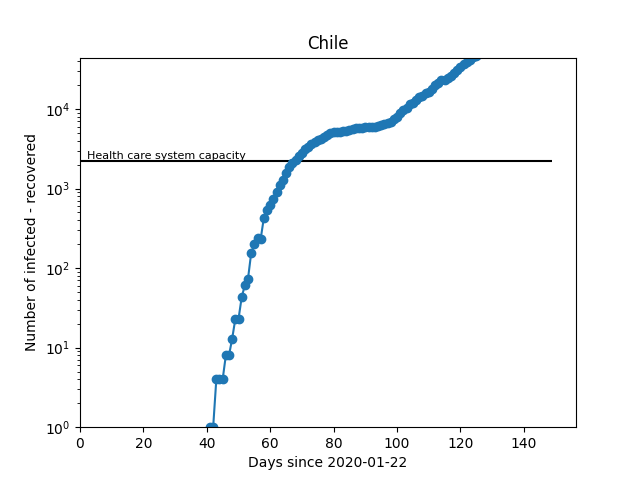 Chile
Number of infected - recovered
10^4
10^3
10^2
10^1
10^0
Health care system capacity
0 20 40 60 80 100 120 140
Days since 2020-01-22